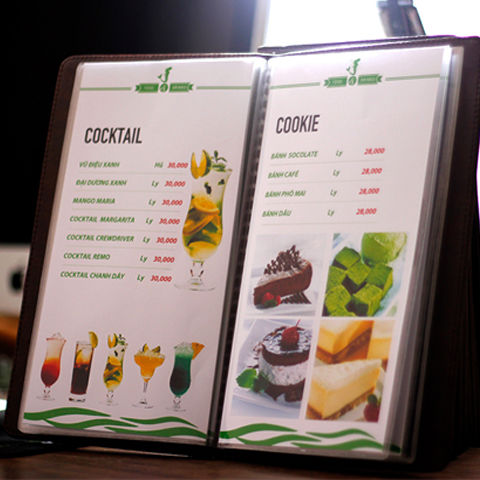 COCKTAIL
VŨ ĐIỆU XANH Mũ 30,000
ĐẠI DƯƠNG XANH Ly 30,000
MANGO MARIA Ly 30,000
COCKTAIL MARGARITA Ly 30,000
COCKTAIL CREWDRIVER Ly 30,000
COCKTAIL REMO Ly 30,000
COCKTAIL CHANH DÂY Ly 30,000
COOKIE
BÁNH SOCOLATE Ly 28,000
BÁNH CAFÉ Ly 28,000
BÁNH PHÔ MAI Ly 28,000
BÁNH DÂU Ly 28,000